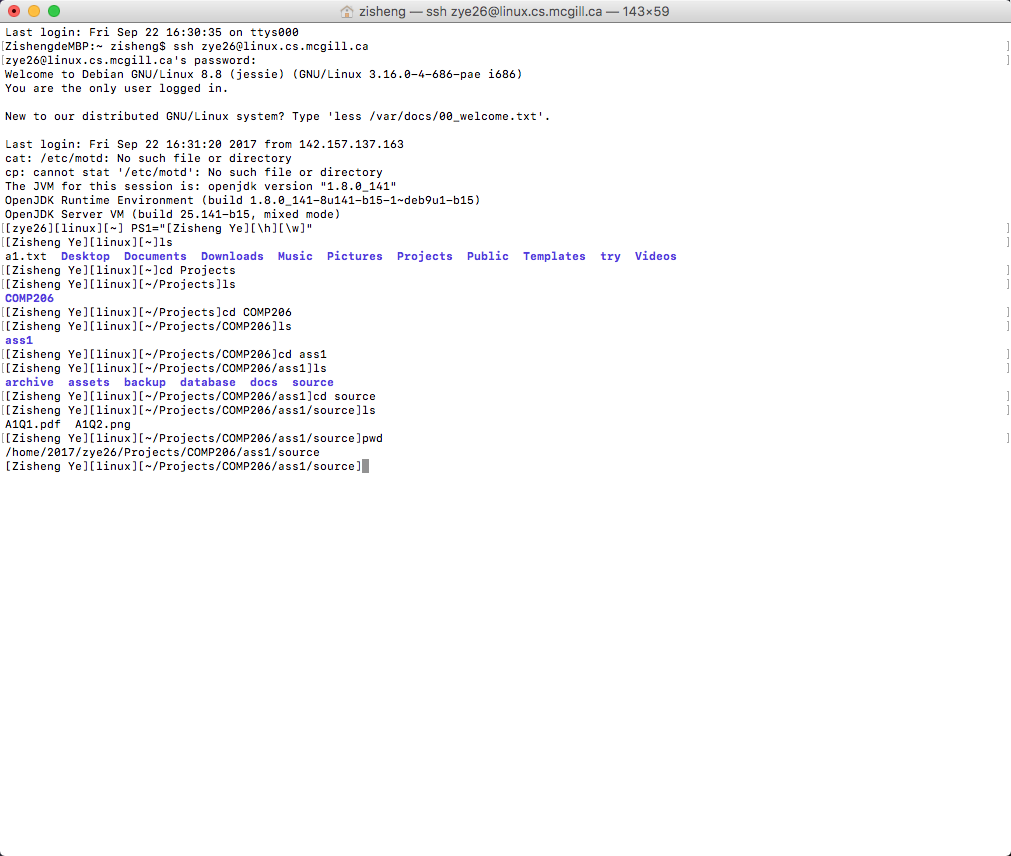 zisheng — ssh zye26@linux.cs.mcgill.ca — 143×59
Last login: Fri Sep 22 16:30:35 on ttys000
[ZishengdeMBP:~ zisheng$ ssh zye26@linux.cs.mcgill.ca ]
[zye26@linux.cs.mcgill.ca's password: ]
Welcome to Debian GNU/Linux 8.8 (jessie) (GNU/Linux 3.16.0-4-686-pae i686)
You are the only user logged in.
New to our distributed GNU/Linux system? Type 'less /var/docs/00_welcome.txt'.
Last login: Fri Sep 22 16:31:20 2017 from 142.157.137.163
cat: /etc/motd: No such file or directory
cp: cannot stat '/etc/motd': No such file or directory
The JVM for this session is: openjdk version "1.8.0_141"
OpenJDK Runtime Environment (build 1.8.0_141-8u141-b15-1~deb9u1-b15)
OpenJDK Server VM (build 25.141-b15, mixed mode)
[[zye26][linux][~] PS1="[Zisheng Ye][\h][\w]" ]
[[Zisheng Ye][linux][~]ls ]
a1.txt  Desktop  Documents  Downloads  Music  Pictures  Projects  Public  Templates  try  Videos
[[Zisheng Ye][linux][~]cd Projects ]
[[Zisheng Ye][linux][~/Projects]ls ]
COMP206
[[Zisheng Ye][linux][~/Projects]cd COMP206 ]
[[Zisheng Ye][linux][~/Projects/COMP206]ls ]
ass1
[[Zisheng Ye][linux][~/Projects/COMP206]cd ass1 ]
[[Zisheng Ye][linux][~/Projects/COMP206/ass1]ls ]
archive  assets  backup  database  docs  source
[[Zisheng Ye][linux][~/Projects/COMP206/ass1]cd source ]
[[Zisheng Ye][linux][~/Projects/COMP206/ass1/source]ls ]
A1Q1.pdf  A1Q2.png
[[Zisheng Ye][linux][~/Projects/COMP206/ass1/source]pwd ]
/home/2017/zye26/Projects/COMP206/ass1/source
[Zisheng Ye][linux][~/Projects/COMP206/ass1/source]